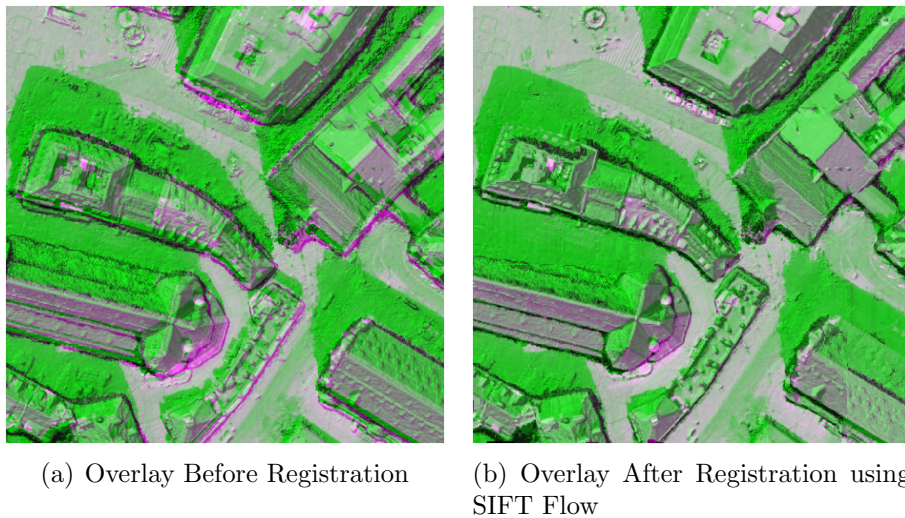 (a) Overlay Before Registration
(b) Overlay After Registration using
SIFT Flow